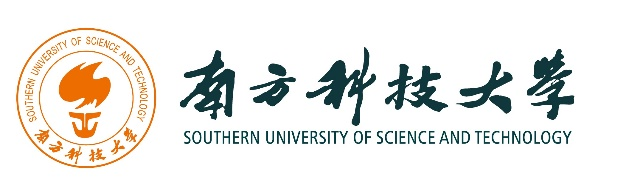 SOUTHERN UNIVERSITY OF SCIENCE AND TECHNOLOGY
南方科技大学
南方科技大学
SOUTHERN UNIVERSITY OF SCIENCE AND TECHNOLOGY